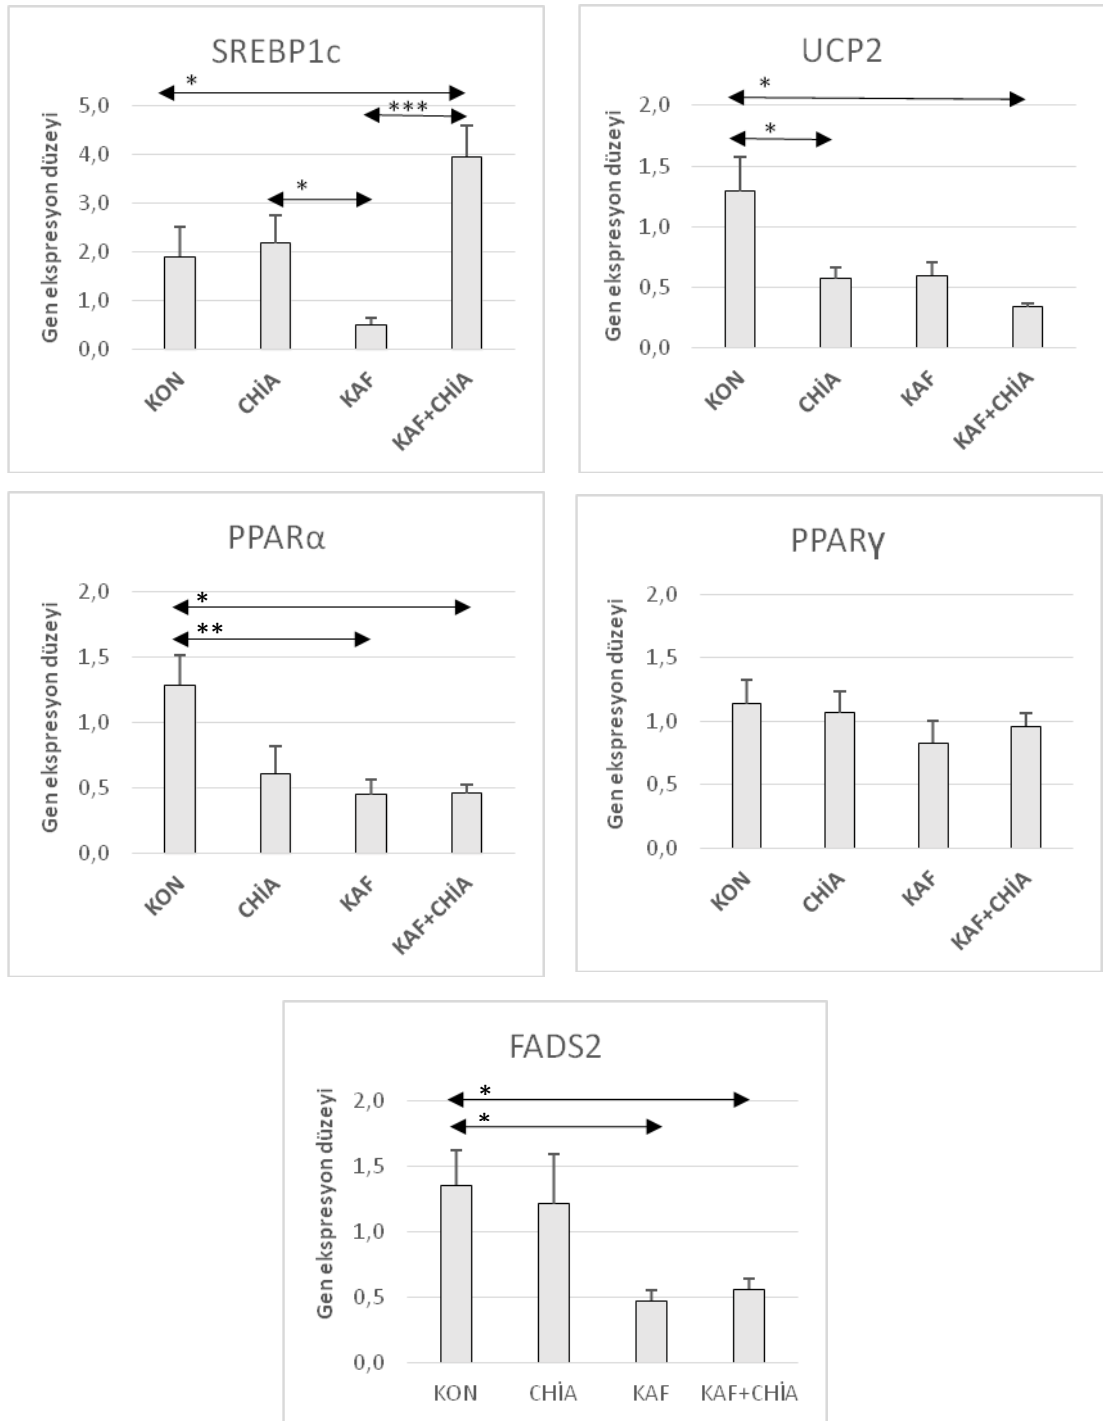 SREBP1c
*
***
*
Gen ekspresyon düzeyi
5,0
4,0
3,0
2,0
1,0
0,0
KON
CHİA
KAF
KAF+CHİA
UCP2
*
*
Gen ekspresyon düzeyi
2,0
1,5
1,0
0,5
0,0
KON
CHİA
KAF
KAF+CHİA
PPARα
*
**
Gen ekspresyon düzeyi
2,0
1,5
1,0
0,5
0,0
KON
CHİA
KAF
KAF+CHİA
PPARγ
Gen ekspresyon düzeyi
2,0
1,5
1,0
0,5
0,0
KON
CHİA
KAF
KAF+CHİA
FADS2
*
*
Gen ekspresyon düzeyi
2,0
1,5
1,0
0,5
0,0
KON
CHİA
KAF
KAF+CHİA